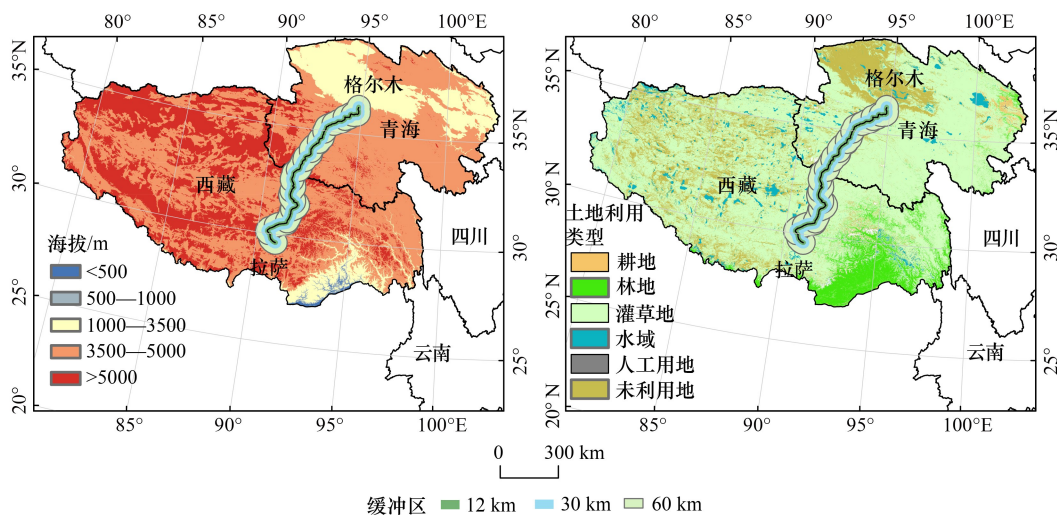 80° 85° 90° 95° 100°E
35°N
30°N
25°N
20°
35°N
30°N
25°
85° 90° 95° 100°E
格尔木
青海
西藏
拉萨
四川
云南
海拔/m
<500
500—1000
1000—3500
3500—5000
>5000
80° 85° 90° 95° 100°E
35°N
30°N
25°N
20°N
35°N
30°N
25°N
85° 90° 95° 100°E
格尔木
青海
西藏
拉萨
四川
云南
土地利用
类型
耕地
林地
灌草地
水域
人工用地
未利用地
0 300 km
缓冲区 12 km 30 km 60 km